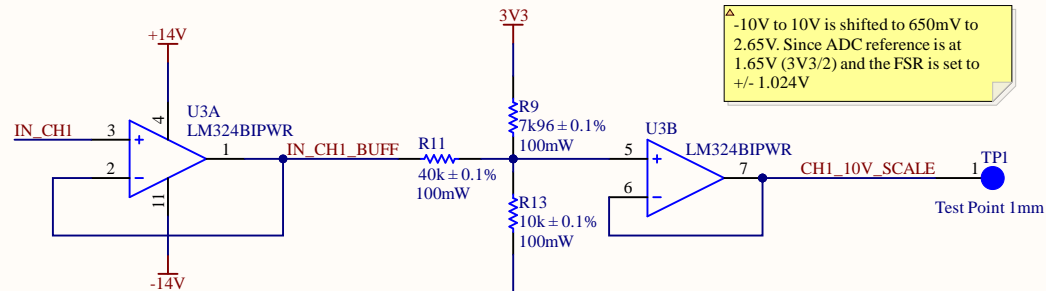 3V3
-10V to 10V is shifted to 650mV to
2.65V. Since ADC reference is at
1.65V (3V3/2) and the FSR is set to
+/- 1.024V
+14V
4
U3A
LM324BIPWR
IN_CH1
3
2
1
11
IN_CH1_BUFF
R11
40k ± 0.1%
100mW
R9
7k96 ± 0.1%
100mW
R13
10k ± 0.1%
100mW
U3B
LM324BIPWR
5
6
7
CH1_10V_SCALE
1
TP1
Test Point 1mm
-14V